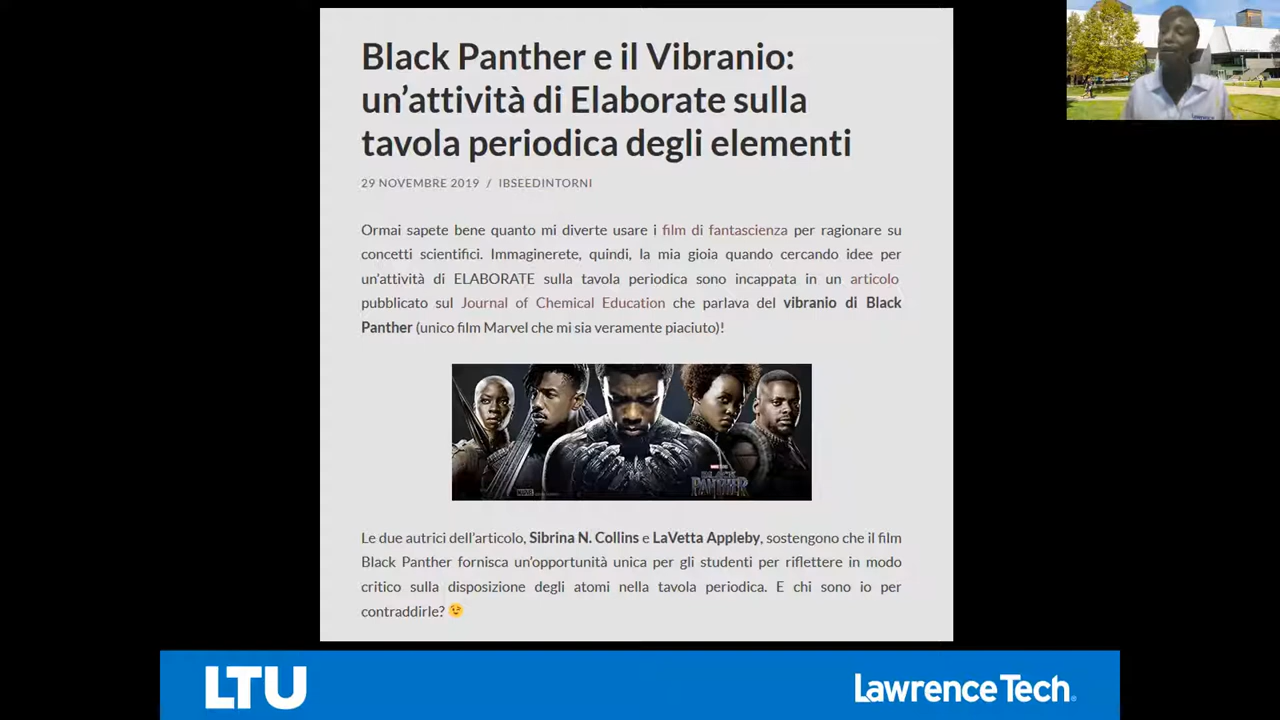 Black Panther e il Vibranio:
un’attività di Elaborate sulla
tavola periodica degli elementi
29 NOVEMBRE 2019 / IBSEEDINTORNI
Ormai sapete bene quanto mi diverte usare i film di fantascienza per ragionare su
concetti scientifici. Immaginerete, quindi, la mia gioia quando cercando idee per
un'attività di ELABORATE sulla tavola periodica sono incappata in un articolo
pubblicato sul Journal of Chemical Education che parlava del vibranio di Black
Panther (unico film Marvel che mi sia veramente piaciuto)!
MARVEL
BLACK
PANTHER
Le due autrici dell’articolo, Sibrina N. Collins e LaVetta Appleby, sostengono che il film
Black Panther fornisca un’opportunità unica per gli studenti per riflettere in modo
critico sulla disposizione degli atomi nella tavola periodica. E chi sono io per
contraddirle? 😉
LTU
Lawrence Tech